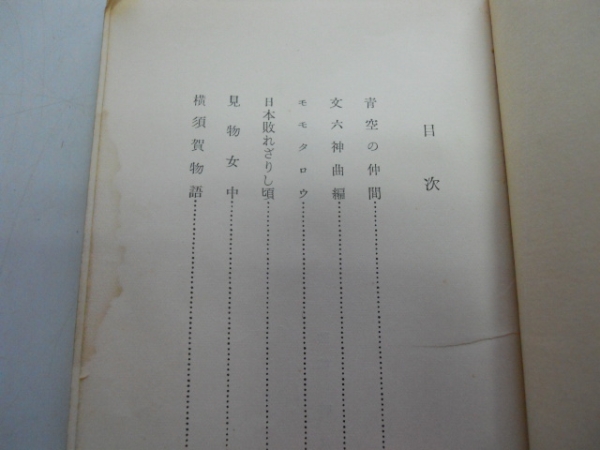 目次
青空の仲間
文六神曲編
モモタロウ
日本敗れざりし頃
見物女中
横須賀物語